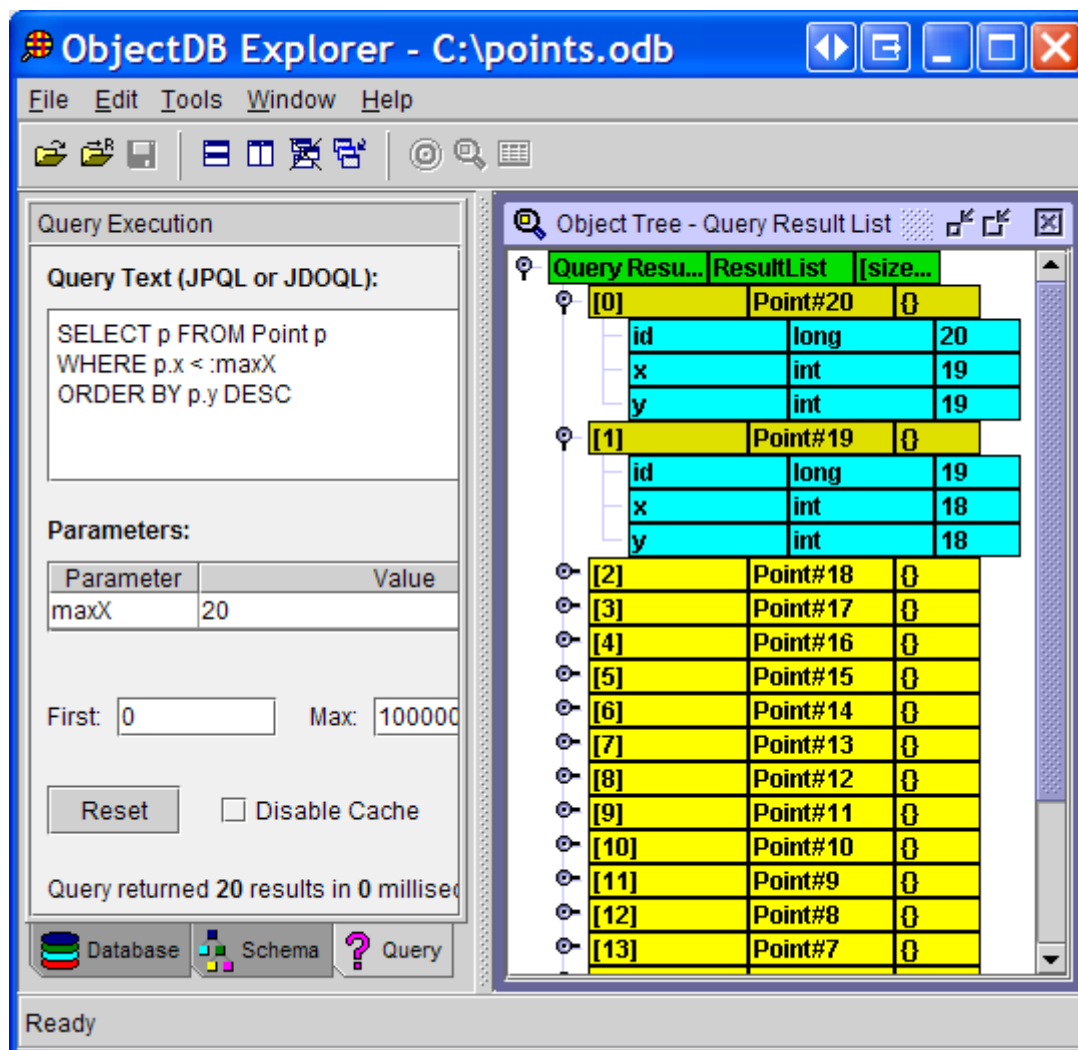 ObjectDB Explorer - C:\points.odb
File Edit Tools Window Help
Query Execution
Query Text (JPQL or JDOQL):
SELECT p FROM Point p
WHERE p.x < :maxX
ORDER BY p.y DESC
Parameters:
Parameter Value
maxX 20
First: 0 Max: 100000
Reset Disable Cache
Query returned 20 results in 0 millisec
Database Schema Query
Object Tree - Query Result List
Query Resu... ResultList [size...
[0] Point#20 {}
id long 20
x int 19
y int 19
[1] Point#19 {}
id long 19
x int 18
y int 18
[2] Point#18 {}
[3] Point#17 {}
[4] Point#16 {}
[5] Point#15 {}
[6] Point#14 {}
[7] Point#13 {}
[8] Point#12 {}
[9] Point#11 {}
[10] Point#10 {}
[11] Point#9 {}
[12] Point#8 {}
[13] Point#7 {}
Ready